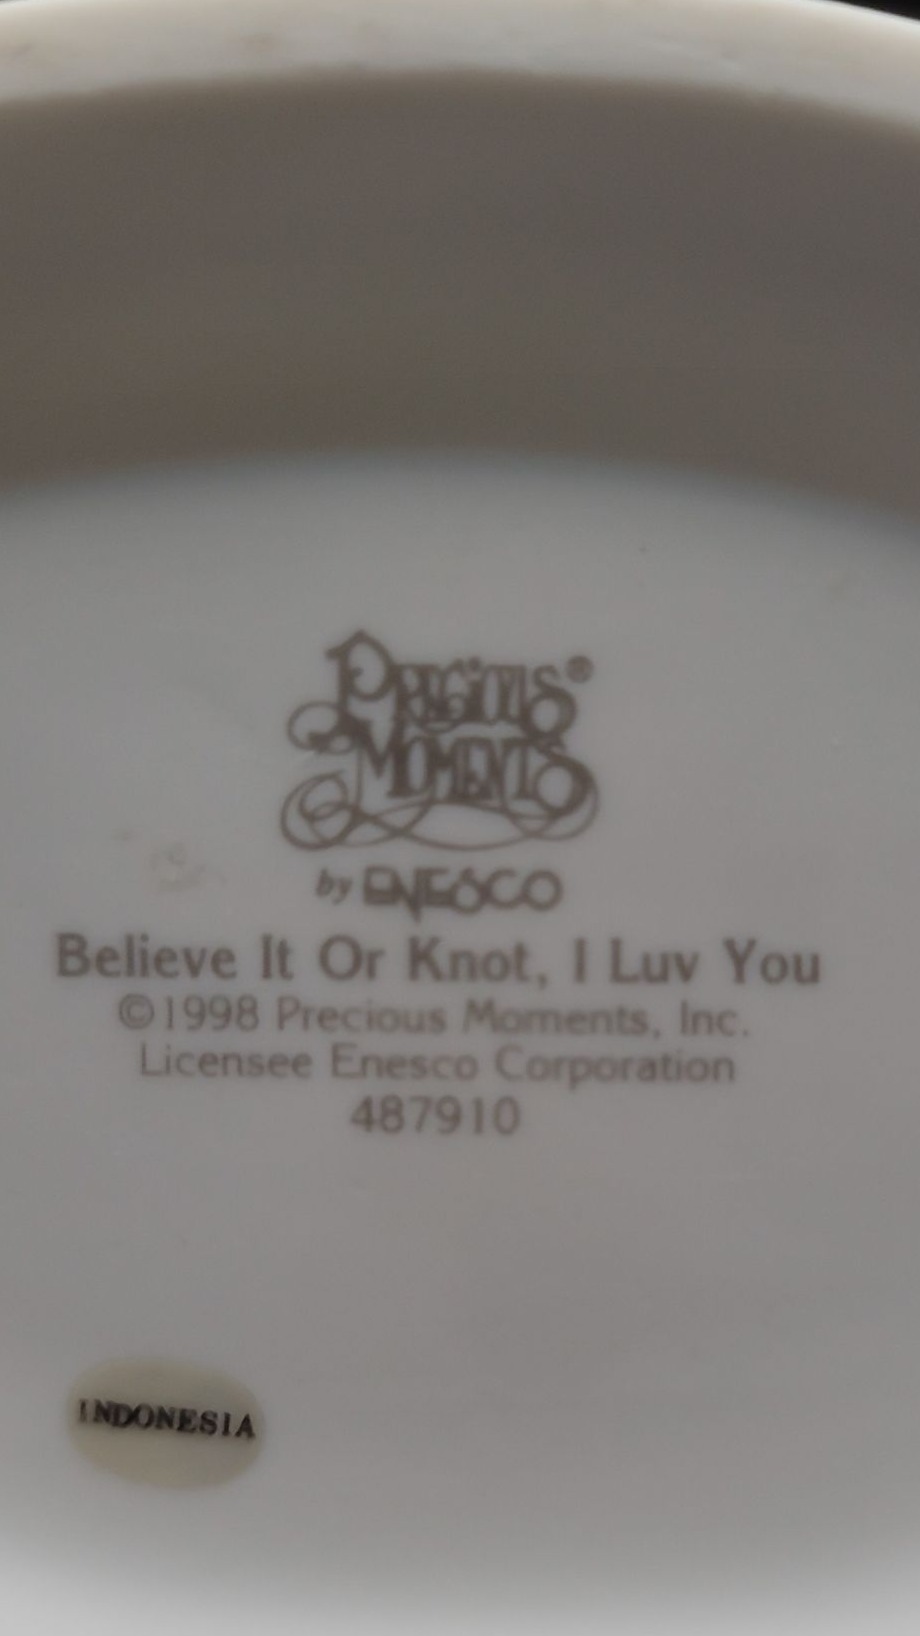 PRECIOUS®
MOMENTS
by ENESCO
Believe It Or Knot, I Luv You
©1998 Precious Moments, Inc.
Licensee Enesco Corporation
487910
INDONESIA